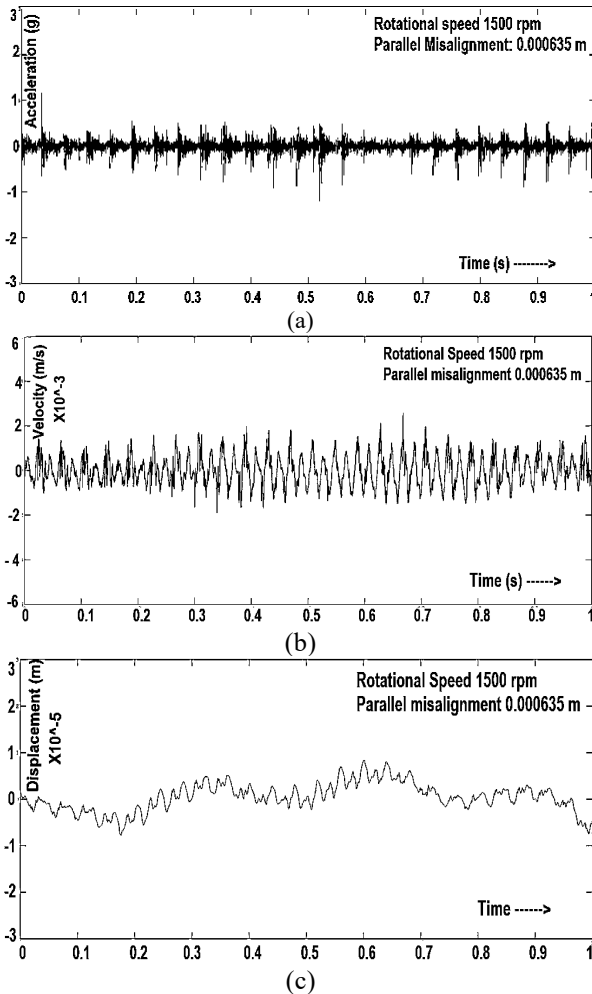 3
Rotational speed 1500 rpm
Parallel Misalignment: 0.000635 m
Acceleration (g)
2
1
0
-1
-2
Time (s) ------->
-3
0 0.1 0.2 0.3 0.4 0.5 0.6 0.7 0.8 0.9 1
(a)
6
Rotational Speed 1500 rpm
Parallel misalignment 0.000635 m
Velocity (m/s)
X10^-3
4
2
0
-2
- 4
Time (s) ----->
-6
0 0.1 0.2 0.3 0.4 0.5 0.6 0.7 0.8 0.9 1
(b)
3
Rotational Speed 1500 rpm
Parallel misalignment 0.000635 m
Displacement (m)
X10^-5
2
1
0
-1
-2
Time ----->
-3
0 0.1 0.2 0.3 0.4 0.5 0.6 0.7 0.8 0.9 1
(c)